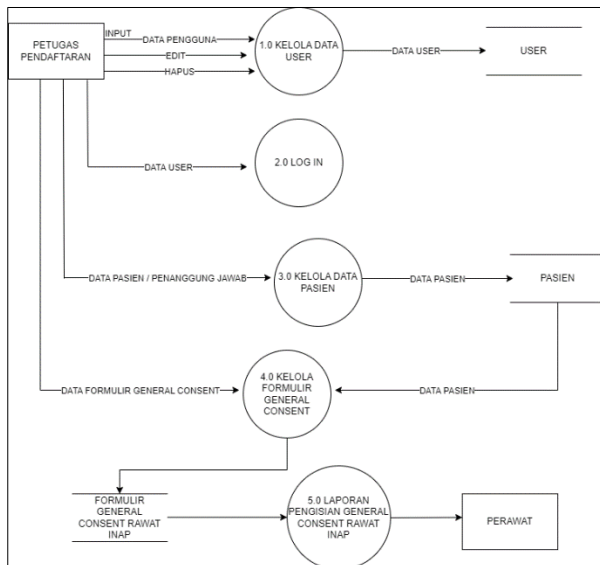 PETUGAS
PENDAFTARAN
INPUT
DATA PENGGUNA
EDIT
HAPUS
1.0 KELOLA DATA
USER
DATA USER
USER
DATA USER
2.0 LOG IN
DATA PASIEN / PENANGGUNG JAWAB
3.0 KELOLA DATA
PASIEN
DATA PASIEN
PASIEN
DATA FORMULIR GENERAL CONSENT
4.0 KELOLA
FORMULIR
GENERAL
CONSENT
DATA PASIEN
FORMULIR
GENERAL
CONSENT RAWAT
INAP
5.0 LAPORAN
PENGISIAN GENERAL
CONSENT RAWAT
INAP
PERAWAT